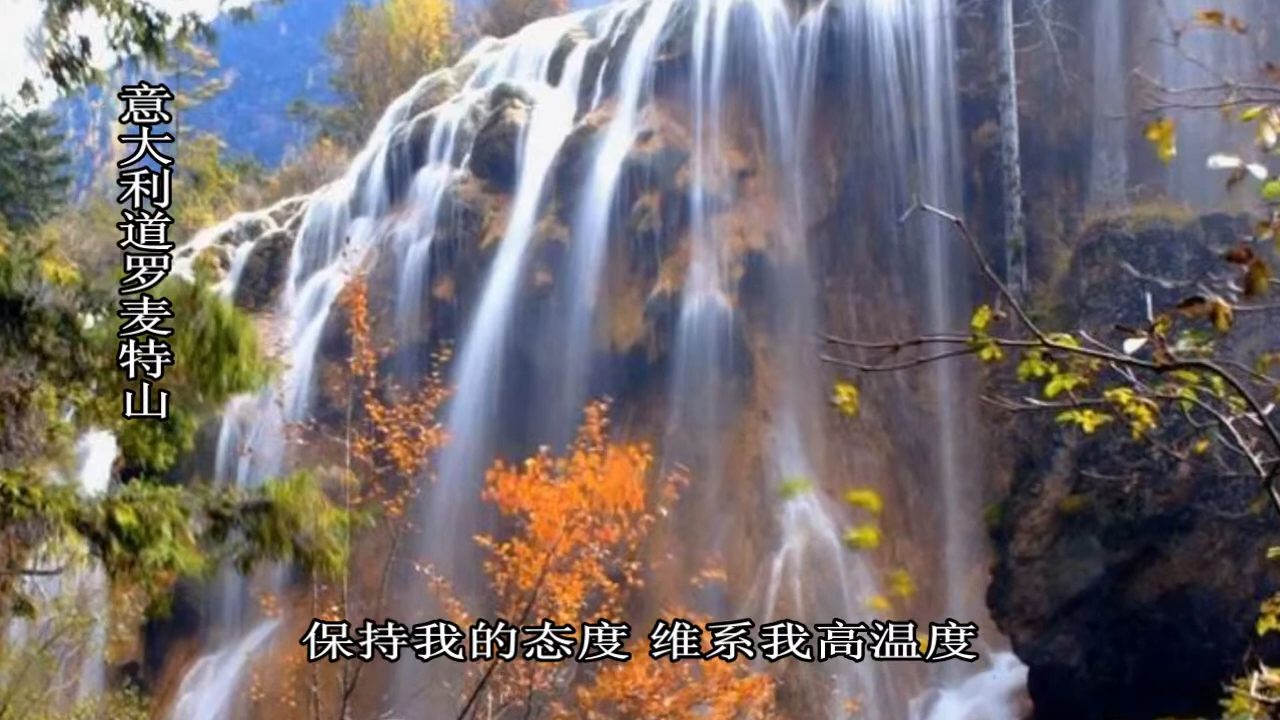 意大利道罗麦特山
保持我的态度 维系我高温度